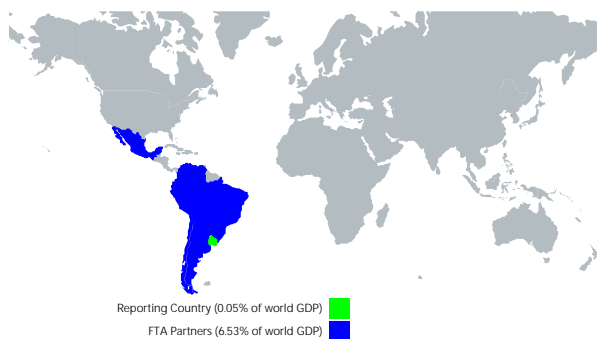 Reporting Country (0.05% of world GDP)
FTA Partners (6.53% of world GDP)